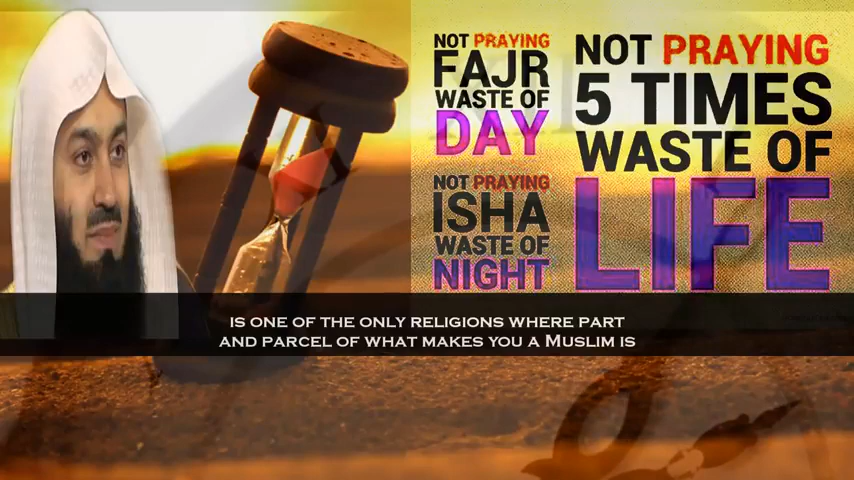 NOT PRAYING
FAJR
WASTE OF
DAY
NOT PRAYING
ISHA
WASTE OF
NIGHT
NOT PRAYING
5 TIMES
WASTE OF
LIFE
IS ONE OF THE ONLY RELIGIONS WHERE PART
AND PARCEL OF WHAT MAKES YOU A MUSLIM IS